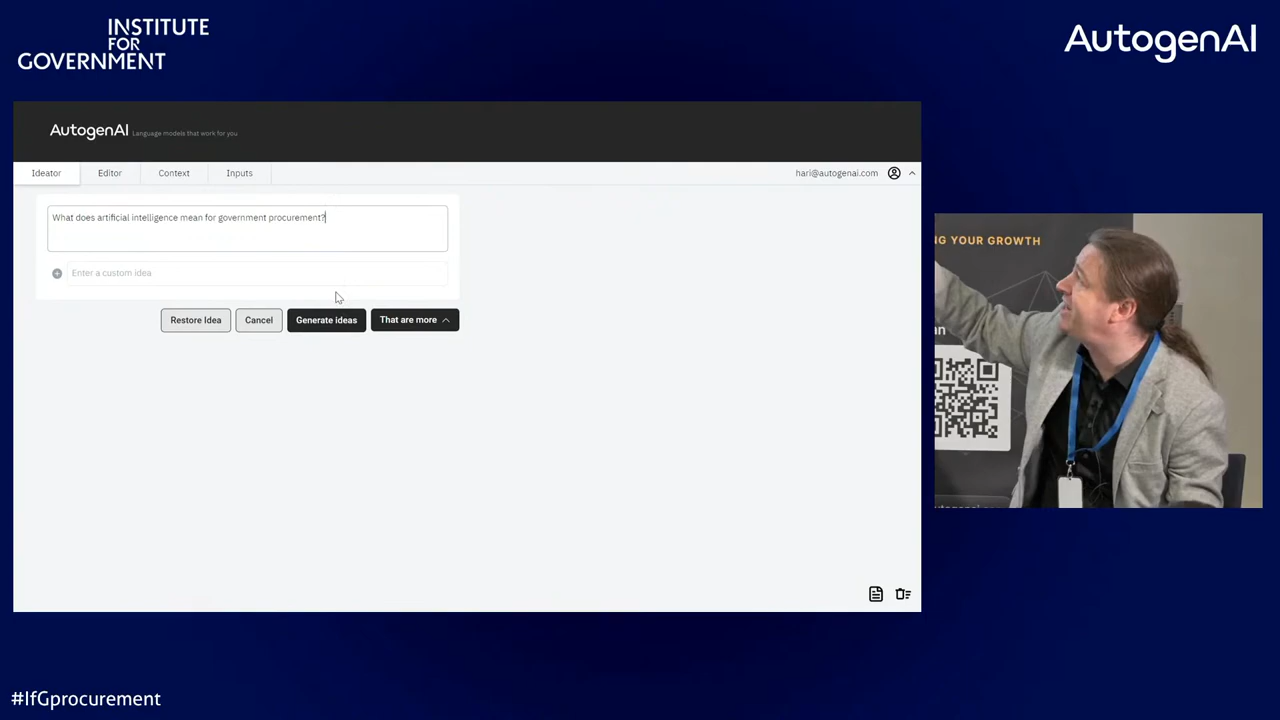 INSTITUTE
FOR
GOVERNMENT
AutogenAI
AutogenAI Language models that work for you
Ideator
Editor
Context
Inputs
hari@autogenai.com
What does artificial intelligence mean for government procurement?
Enter a custom idea
Restore Idea
Cancel
Generate ideas
That are more
NG YOUR GROWTH
an
#IfGprocurement